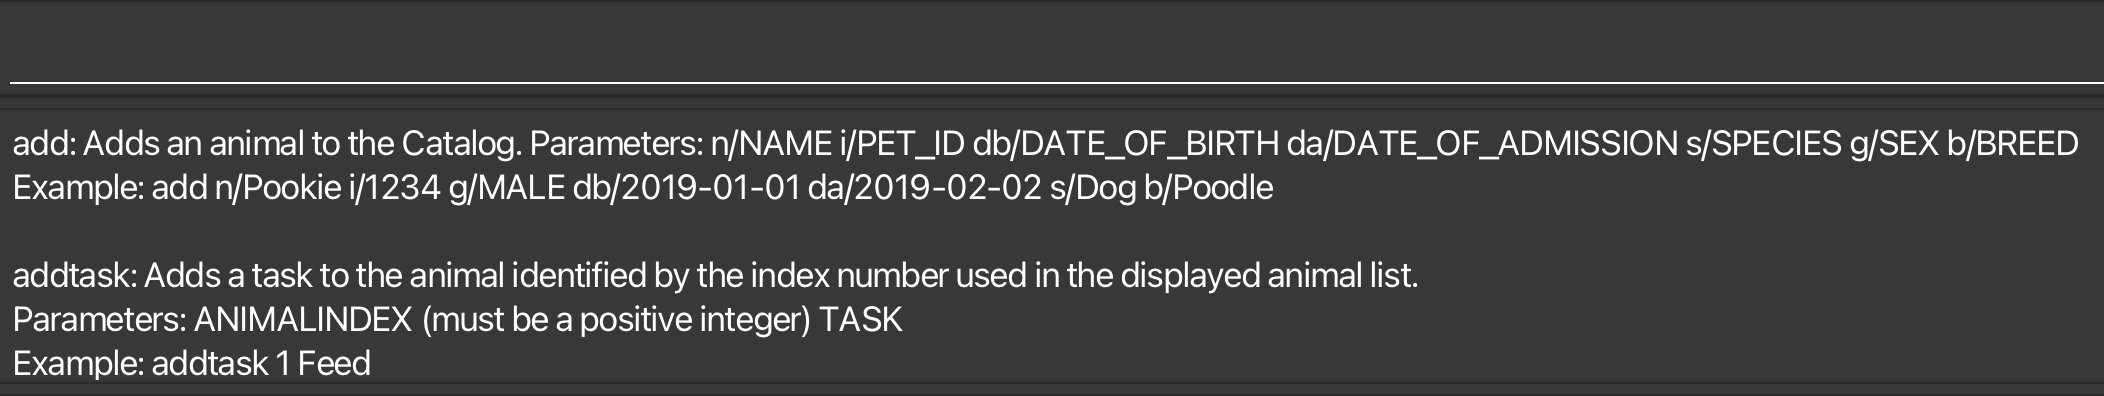 add: Adds an animal to the Catalog. Parameters: n/NAME i/PET_ID db/DATE_OF_BIRTH da/DATE_OF_ADMISSION s/SPECIES g/SEX b/BREED
Example: add n/Pookie i/1234 g/MALE db/2019-01-01 da/2019-02-02 s/Dog b/Poodle
addtask: Adds a task to the animal identified by the index number used in the displayed animal list.
Parameters: ANIMALINDEX (must be a positive integer) TASK
Example: addtask 1 Feed